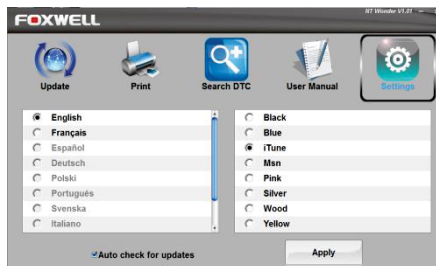 FOXWELL
NT Wonder V1.01
Update
Print
Search DTC
User Manual
Settings
English
Français
Español
Deutsch
Polski
Português
Svenska
Italiano
Black
Blue
iTune
Msn
Pink
Silver
Wood
Yellow
Auto check for updates
Apply